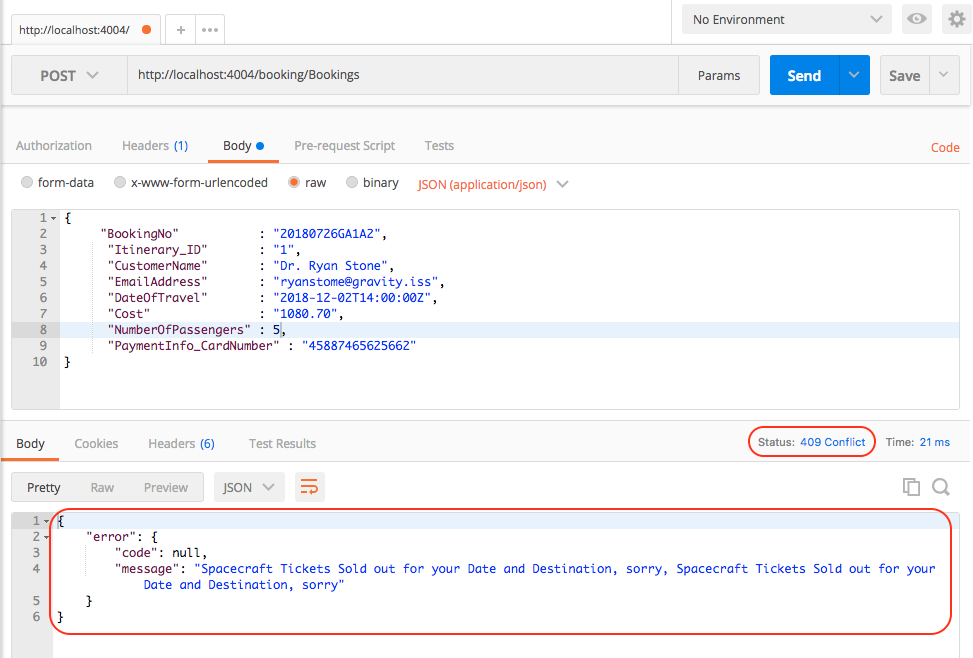 http://localhost:4004/
+
•••
No Environment
POST
http://localhost:4004/booking/Bookings
Params
Send
Save
Authorization
Headers (1)
Body
Pre-request Script
Tests
Code
form-data
x-www-form-urlencoded
raw
binary
JSON (application/json)
1 {
2 "BookingNo" : "20180726GA1A2",
3 "Itinerary_ID" : "1",
4 "CustomerName" : "Dr. Ryan Stone",
5 "EmailAddress" : "ryanstome@gravity.iss",
6 "DateOfTravel" : "2018-12-02T14:00:00Z",
7 "Cost" : "1080.70",
8 "NumberOfPassengers" : 5,
9 "PaymentInfo_CardNumber" : "45887465625662"
10 }
Body
Cookies
Headers (6)
Test Results
Status: 409 Conflict
Time: 21 ms
Pretty
Raw
Preview
JSON
1 {
2 "error": {
3 "code": null,
4 "message": "Spacecraft Tickets Sold out for your Date and Destination, sorry, Spacecraft Tickets Sold out for your
Date and Destination, sorry"
5 }
6 }